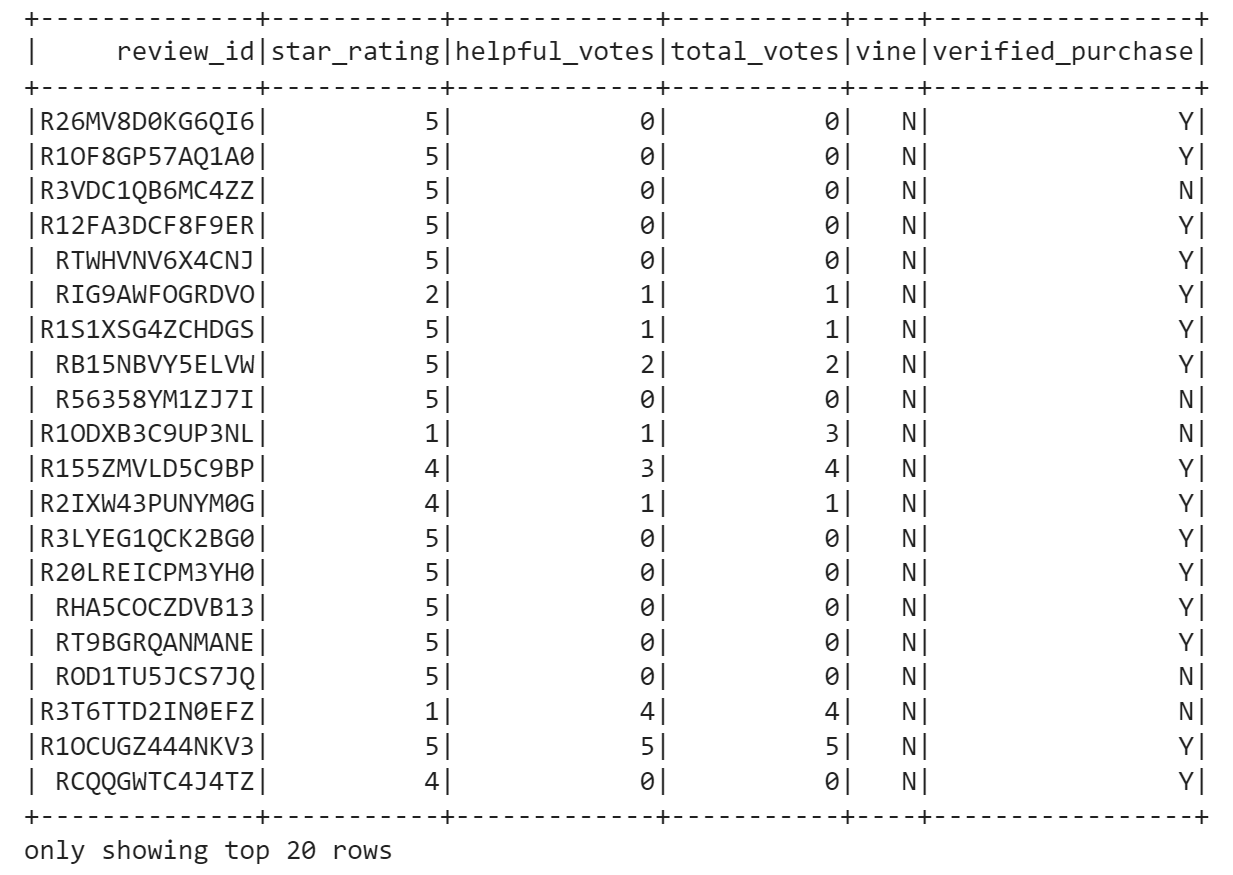 +--------------+-----------+-------------+-----------+----+-----------------+
|     review_id|star_rating|helpful_votes|total_votes|vine|verified_purchase|
+--------------+-----------+-------------+-----------+----+-----------------+
|R26MV8D0KG6QI6|          5|            0|          0|   N|                Y|
|R1OF8GP57AQ1A0|          5|            0|          0|   N|                Y|
|R3VDC1QB6MC4ZZ|          5|            0|          0|   N|                N|
|R12FA3DCF8F9ER|          5|            0|          0|   N|                Y|
| RTWHVNV6X4CNJ|          5|            0|          0|   N|                Y|
| RIG9AWFOGRDVO|          2|            1|          1|   N|                Y|
|R1S1XSG4ZCHDGS|          5|            1|          1|   N|                Y|
| RB15NBVY5ELVW|          5|            2|          2|   N|                Y|
| R56358YM1ZJ7I|          5|            0|          0|   N|                N|
|R1ODXB3C9UP3NL|          1|            1|          3|   N|                N|
|R155ZMVLD5C9BP|          4|            3|          4|   N|                Y|
|R2IXW43PUNYM0G|          4|            1|          1|   N|                Y|
|R3LYEG1QCK2BG0|          5|            0|          0|   N|                Y|
|R20LREICPM3YH0|          5|            0|          0|   N|                Y|
| RHA5COCZDVB13|          5|            0|          0|   N|                Y|
| RT9BGRQANMANE|          5|            0|          0|   N|                Y|
| ROD1TU5JCS7JQ|          5|            0|          0|   N|                N|
|R3T6TTD2IN0EFZ|          1|            4|          4|   N|                N|
|R1OCUGZ444NKV3|          5|            5|          5|   N|                Y|
| RCQQGWTC4J4TZ|          4|            0|          0|   N|                Y|
+--------------+-----------+-------------+-----------+----+-----------------+
only showing top 20 rows